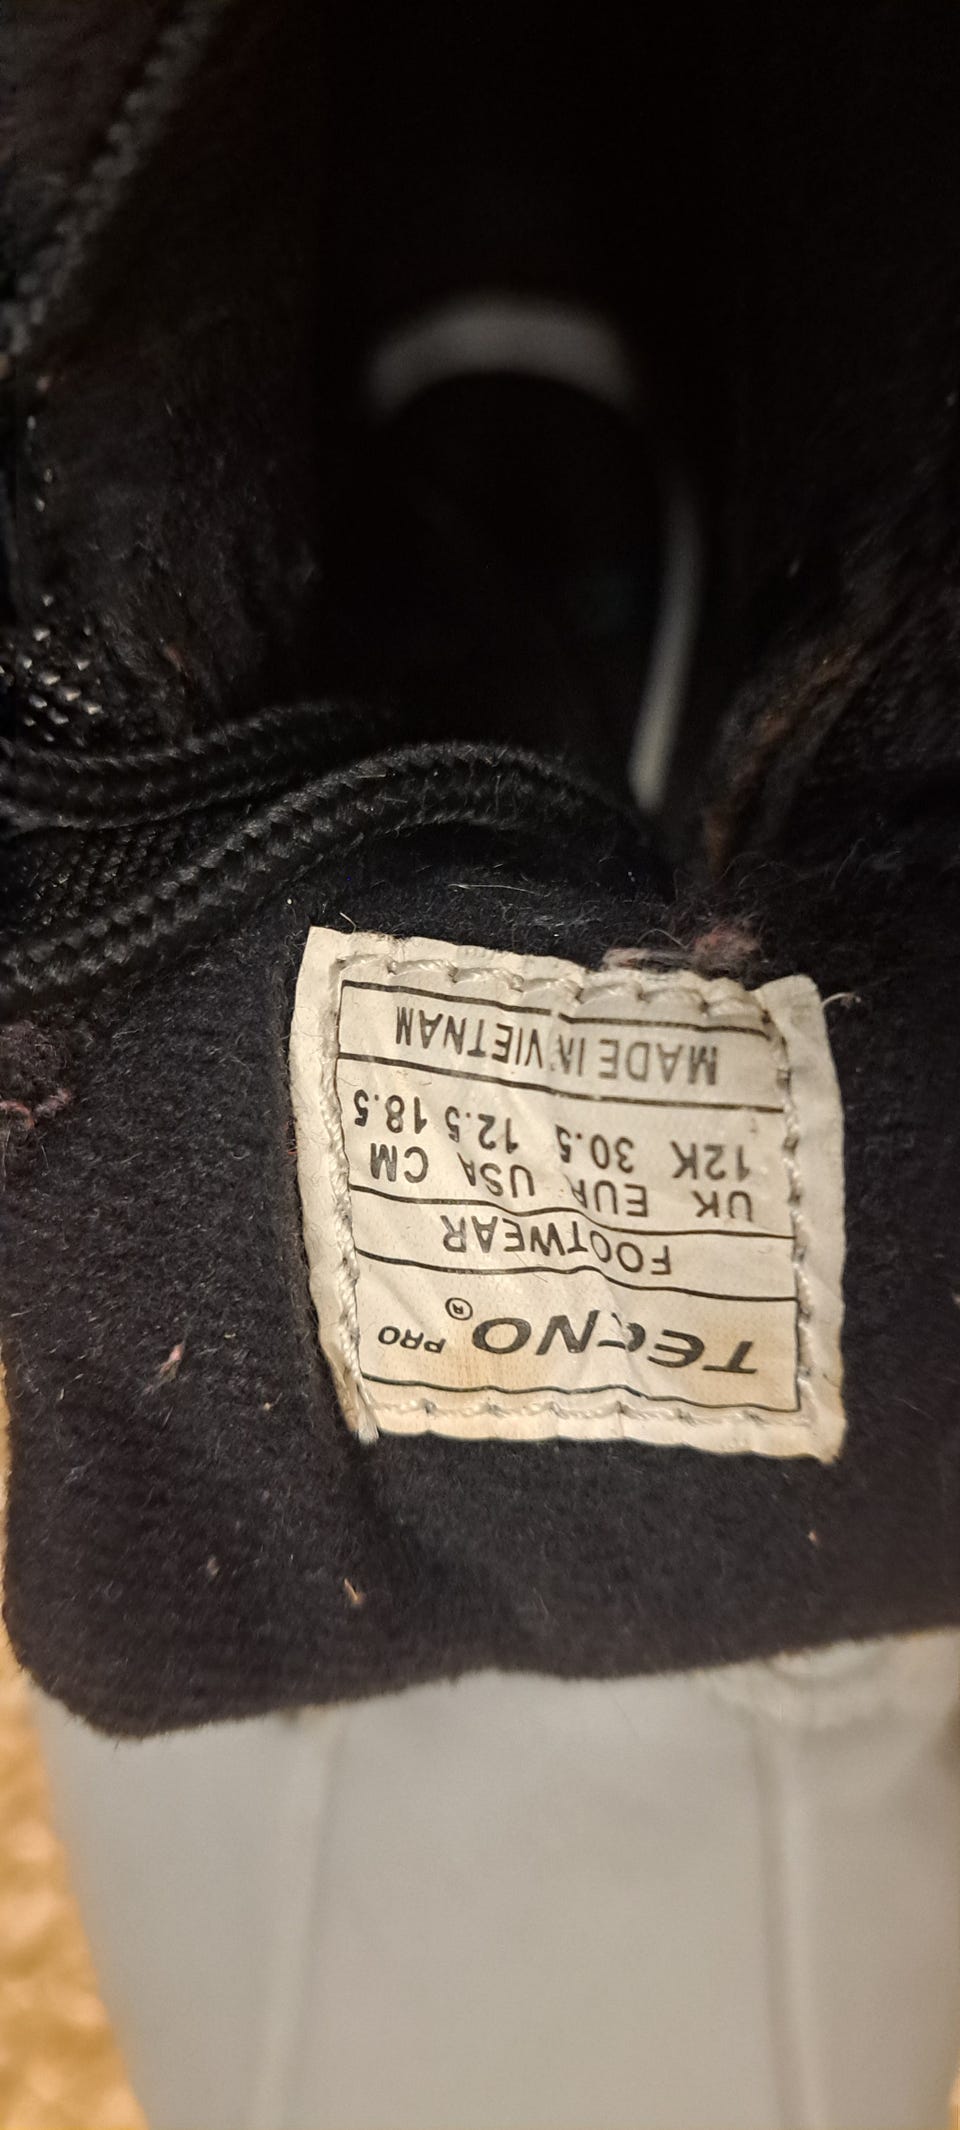 TECNO® PRO
FOOTWEAR
UK EUR USA CM
12K 30.5 12.5 18.5
MADE IN VIETNAM